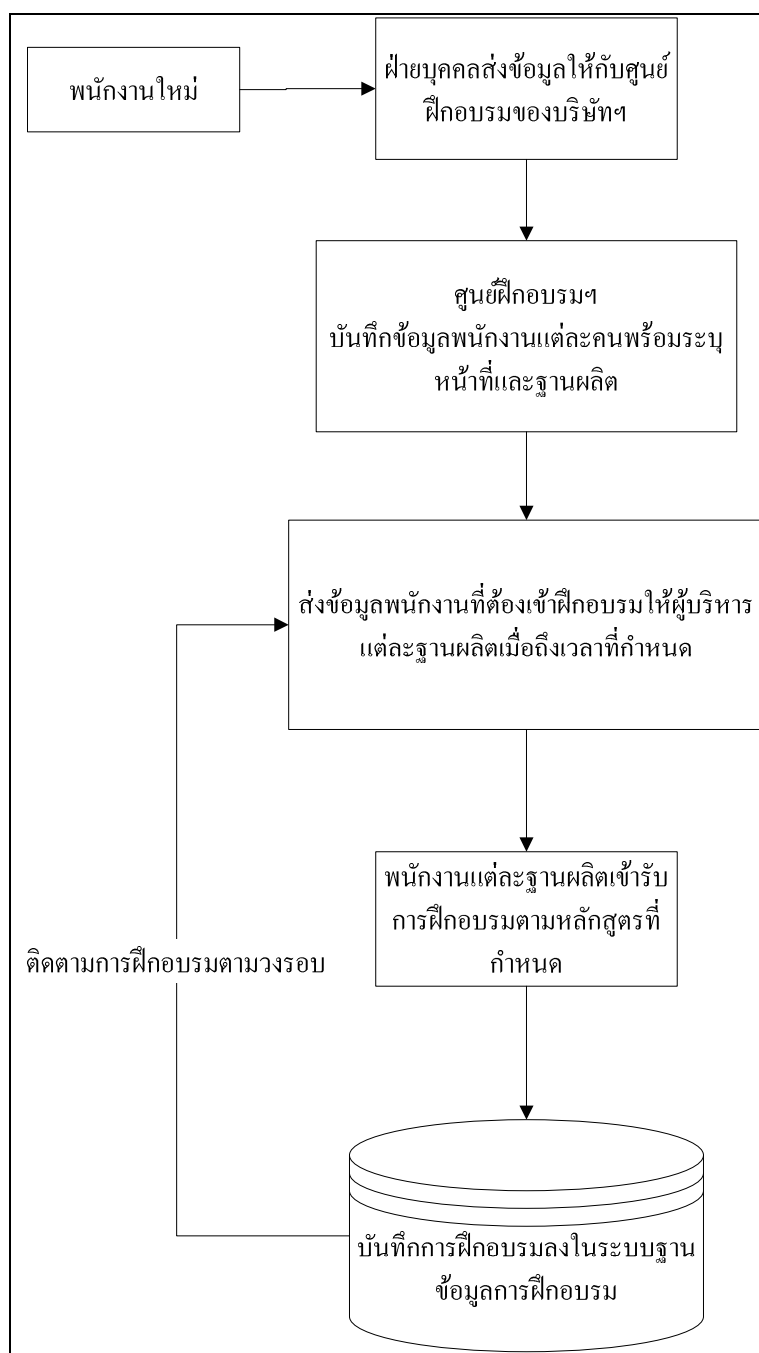 พนักงานใหม่
ฝ่ายบุคคลส่งข้อมูลให้กับศูนย์
ฝึกอบรมของบริษัทฯ
ศูนย์ฝึกอบรมฯ
บันทึกข้อมูลพนักงานแต่ละคนพร้อมระบุ
หน้าที่และฐานผลิต
ส่งข้อมูลพนักงานที่ต้องเข้าฝึกอบรมให้ผู้บริหาร
แต่ละฐานผลิตเมื่อถึงเวลาที่กำหนด
พนักงานแต่ละฐานผลิตเข้ารับ
การฝึกอบรมตามหลักสูตรที่
กำหนด
ติดตามการฝึกอบรมตามวงรอบ
บันทึกการฝึกอบรมลงในระบบฐาน
ข้อมูลการฝึกอบรม